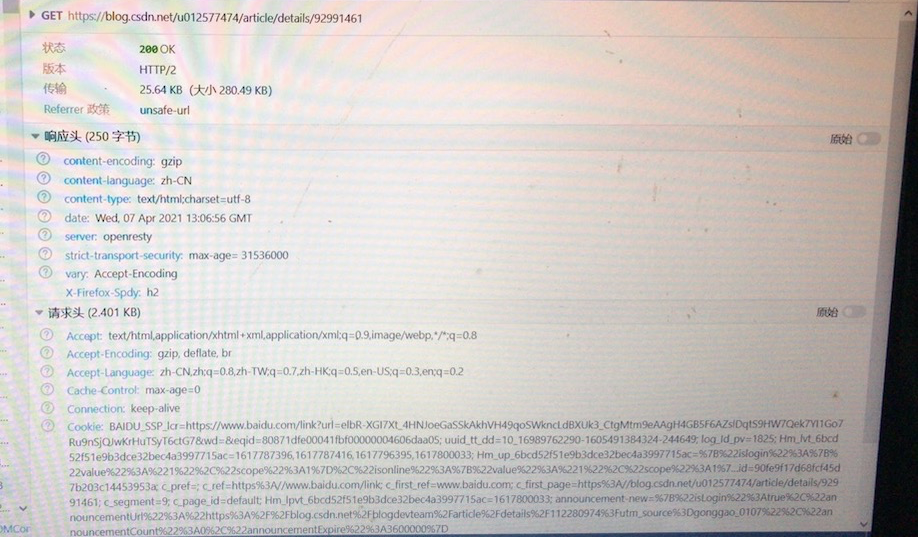 GET https://blog.csdn.net/u012577474/article/details/92991461
状态 200 OK
版本 HTTP/2
传输 25.64 KB（大小 280.49 KB）
Referrer 政策 unsafe-url
响应头 (250 字节) 原始
content-encoding: gzip
content-language: zh-CN
content-type: text/html;charset=utf-8
date: Wed, 07 Apr 2021 13:06:56 GMT
server: openresty
strict-transport-security: max-age= 31536000
vary: Accept-Encoding
X-Firefox-Spdy: h2
请求头 (2.401 KB) 原始
Accept: text/html,application/xhtml+xml,application/xml;q=0.9,image/webp,*/*;q=0.8
Accept-Encoding: gzip, deflate, br
Accept-Language: zh-CN,zh;q=0.8,zh-TW;q=0.7,zh-HK;q=0.5,en-US;q=0.3,en;q=0.2
Cache-Control: max-age=0
Connection: keep-alive
Cookie: BAIDU_SSP_lcr=https://www.baidu.com/link?
&wd=&eqid=80871dfe00041fbf00000004606daa05; uuid_tt_dd=10_16989762290-1605491384324-244649; log_Id_pv=1825; Hm_lvt_6bcd
52f51e9b3dce32bec4a3997715ac=1617787396,1617787416,1617796395,1617800033; Hm_up_6bcd52f51e9b3dce32bec4a3997715ac=%7B%22islogin%22%3A%7B%
22value%22%3A%221%22%2C%22scope%22%3A1%7D%2C%22isonline%22%3A%7B%22value%22%3A%221%22%2C%22scope%22%3A1%7...id=90fe9f17d68fcf45d
7b203c14453953a; c_pref=; c_ref=https%3A//www.baidu.com/link; c_first_ref=www.baidu.com; c_first_page=https%3A//blog.csdn.net/u012577474/article/details/929
91461; c_segment=9; c_page_id=default; Hm_lpvt_6bcd52f51e9b3dce32bec4a3997715ac=1617800033; announcement-new=%7B%22isLogin%22%3Atrue%2C%22an
nouncementUrl%22%3A%22https%3A%2F%2Fblog.csdn.net%2Fblogdevteam%2Farticle%2Fdetails%2F112280974%3Futm_source%3Dgonggao_0107%22%2C%22an
nouncementCount%22%3A0%2C%22announcementExpire%22%3A3600000%7D